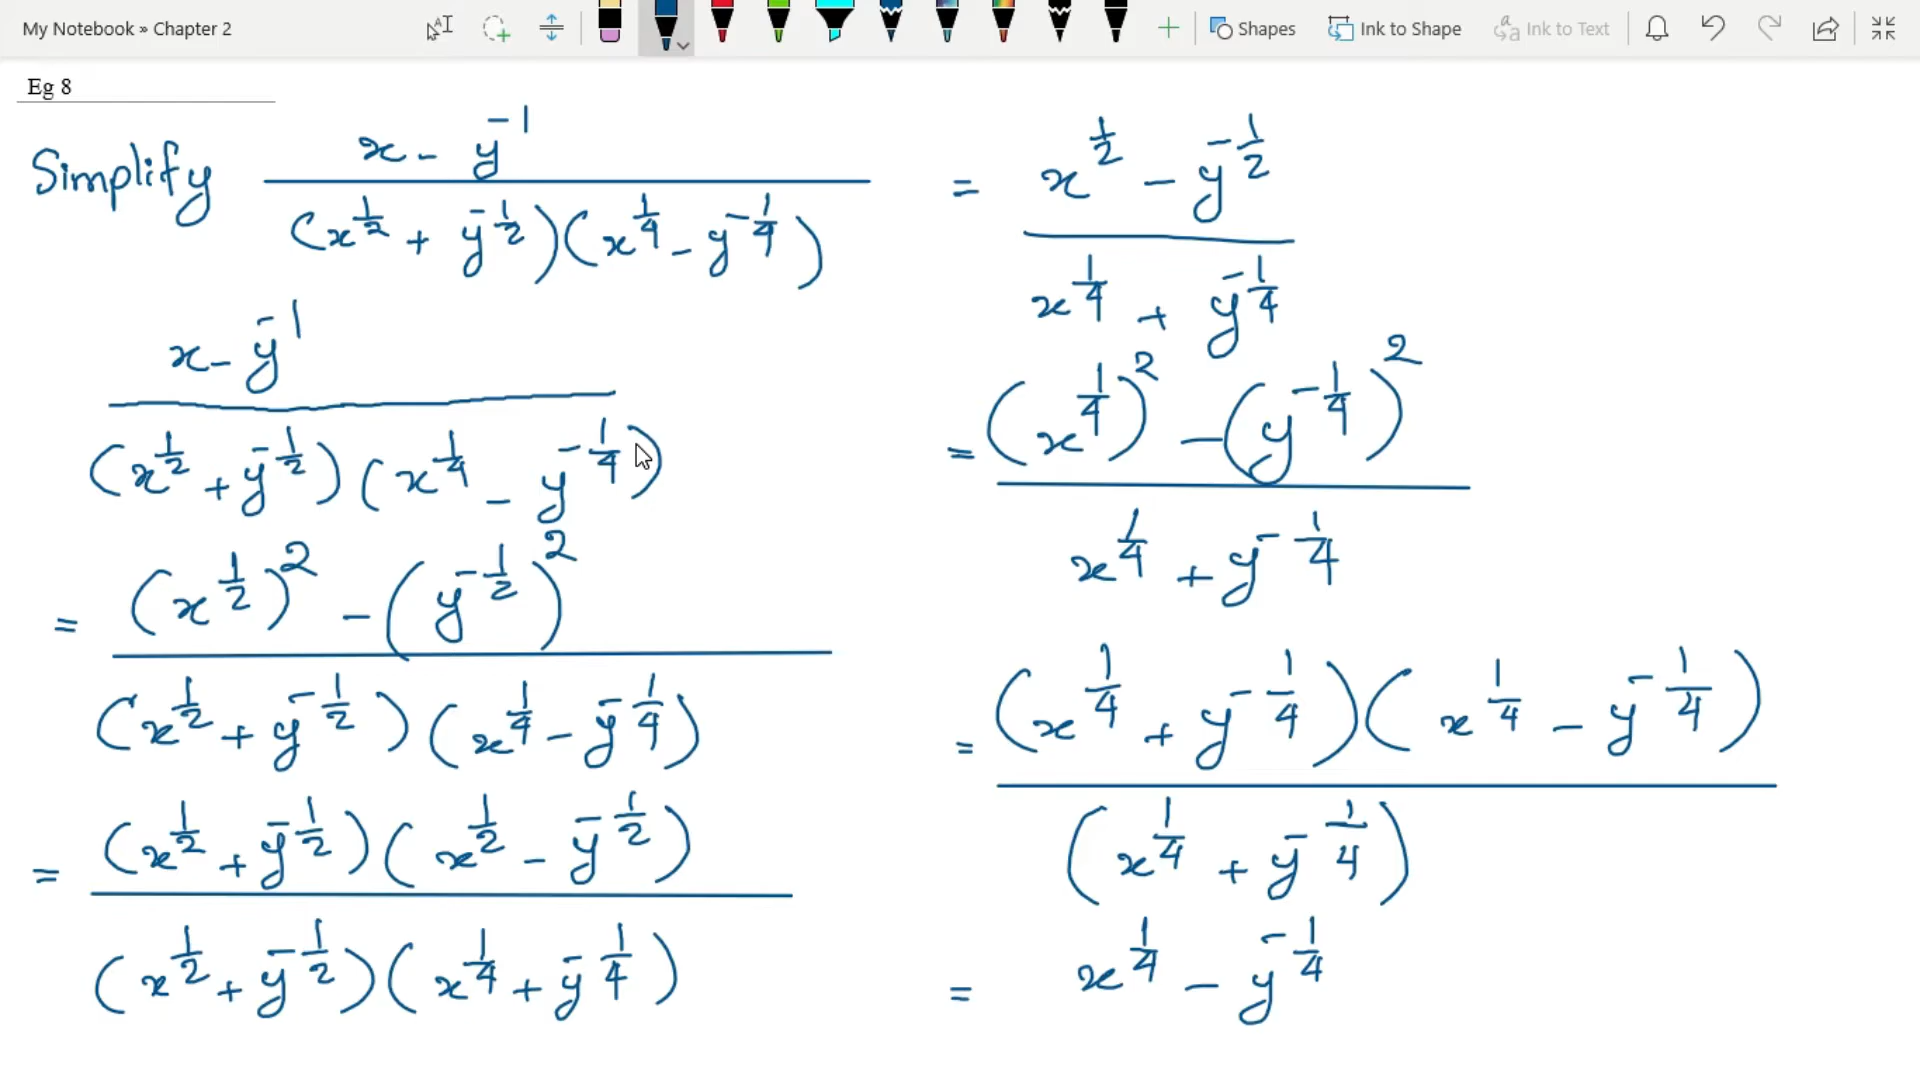 My Notebook » Chapter 2
Shapes
Ink to Shape
Ink to Text
Eg 8
Simplify (x - y^-1) / ((x^1/2 + y^-1/2)(x^1/4 - y^-1/4))
(x - y^-1) / ((x^1/2 + y^-1/2)(x^1/4 - y^-1/4))
= ((x^1/2)^2 - (y^-1/2)^2) / ((x^1/2 + y^-1/2)(x^1/4 - y^-1/4))
= ((x^1/2 + y^-1/2)(x^1/2 - y^-1/2)) / ((x^1/2 + y^-1/2)(x^1/4 + y^-1/4))
= (x^1/2 - y^-1/2) / (x^1/4 + y^-1/4)
= ((x^1/4)^2 - (y^-1/4)^2) / (x^1/4 + y^-1/4)
= ((x^1/4 + y^-1/4)(x^1/4 - y^-1/4)) / (x^1/4 + y^-1/4)
= x^1/4 - y^-1/4